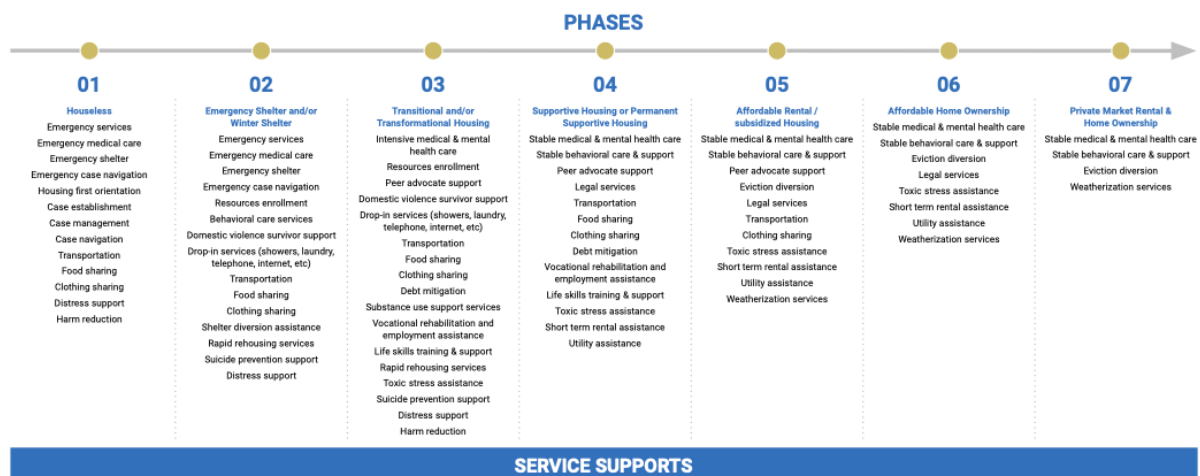 PHASES
01
Houseless
Emergency services
Emergency medical care
Emergency shelter
Emergency case navigation
Housing first orientation
Case establishment
Case management
Case navigation
Transportation
Food sharing
Clothing sharing
Distress support
Harm reduction
02
Emergency Shelter and/or
Winter Shelter
Emergency services
Emergency medical care
Emergency shelter
Emergency case navigation
Resources enrollment
Behavioral care services
Domestic violence survivor support
Drop-in services (showers, laundry,
telephone, internet, etc)
Transportation
Food sharing
Clothing sharing
Shelter diversion assistance
Rapid rehousing services
Suicide prevention support
Distress support
03
Transitional and/or
Transformational Housing
Intensive medical & mental
health care
Resources enrollment
Peer advocate support
Domestic violence survivor support
Drop-in services (showers, laundry,
telephone, internet, etc)
Transportation
Food sharing
Clothing sharing
Debt mitigation
Substance use support services
Vocational rehabilitation and
employment assistance
Life skills training & support
Rapid rehousing services
Toxic stress assistance
Suicide prevention support
Distress support
Harm reduction
04
Supportive Housing or Permanent
Supportive Housing
Stable medical & mental health care
Stable behavioral care & support
Peer advocate support
Legal services
Transportation
Food sharing
Clothing sharing
Debt mitigation
Vocational rehabilitation and
employment assistance
Life skills training & support
Toxic stress assistance
Short term rental assistance
Utility assistance
05
Affordable Rental /
subsidized Housing
Stable medical & mental health care
Stable behavioral care & support
Peer advocate support
Eviction diversion
Legal services
Transportation
Clothing sharing
Toxic stress assistance
Short term rental assistance
Utility assistance
Weatherization services
06
Affordable Home Ownership
Stable medical & mental health care
Stable behavioral care & support
Eviction diversion
Legal services
Toxic stress assistance
Short term rental assistance
Utility assistance
Weatherization services
07
Private Market Rental &
Home Ownership
Stable medical & mental health care
Stable behavioral care & support
Eviction diversion
Weatherization services
SERVICE SUPPORTS